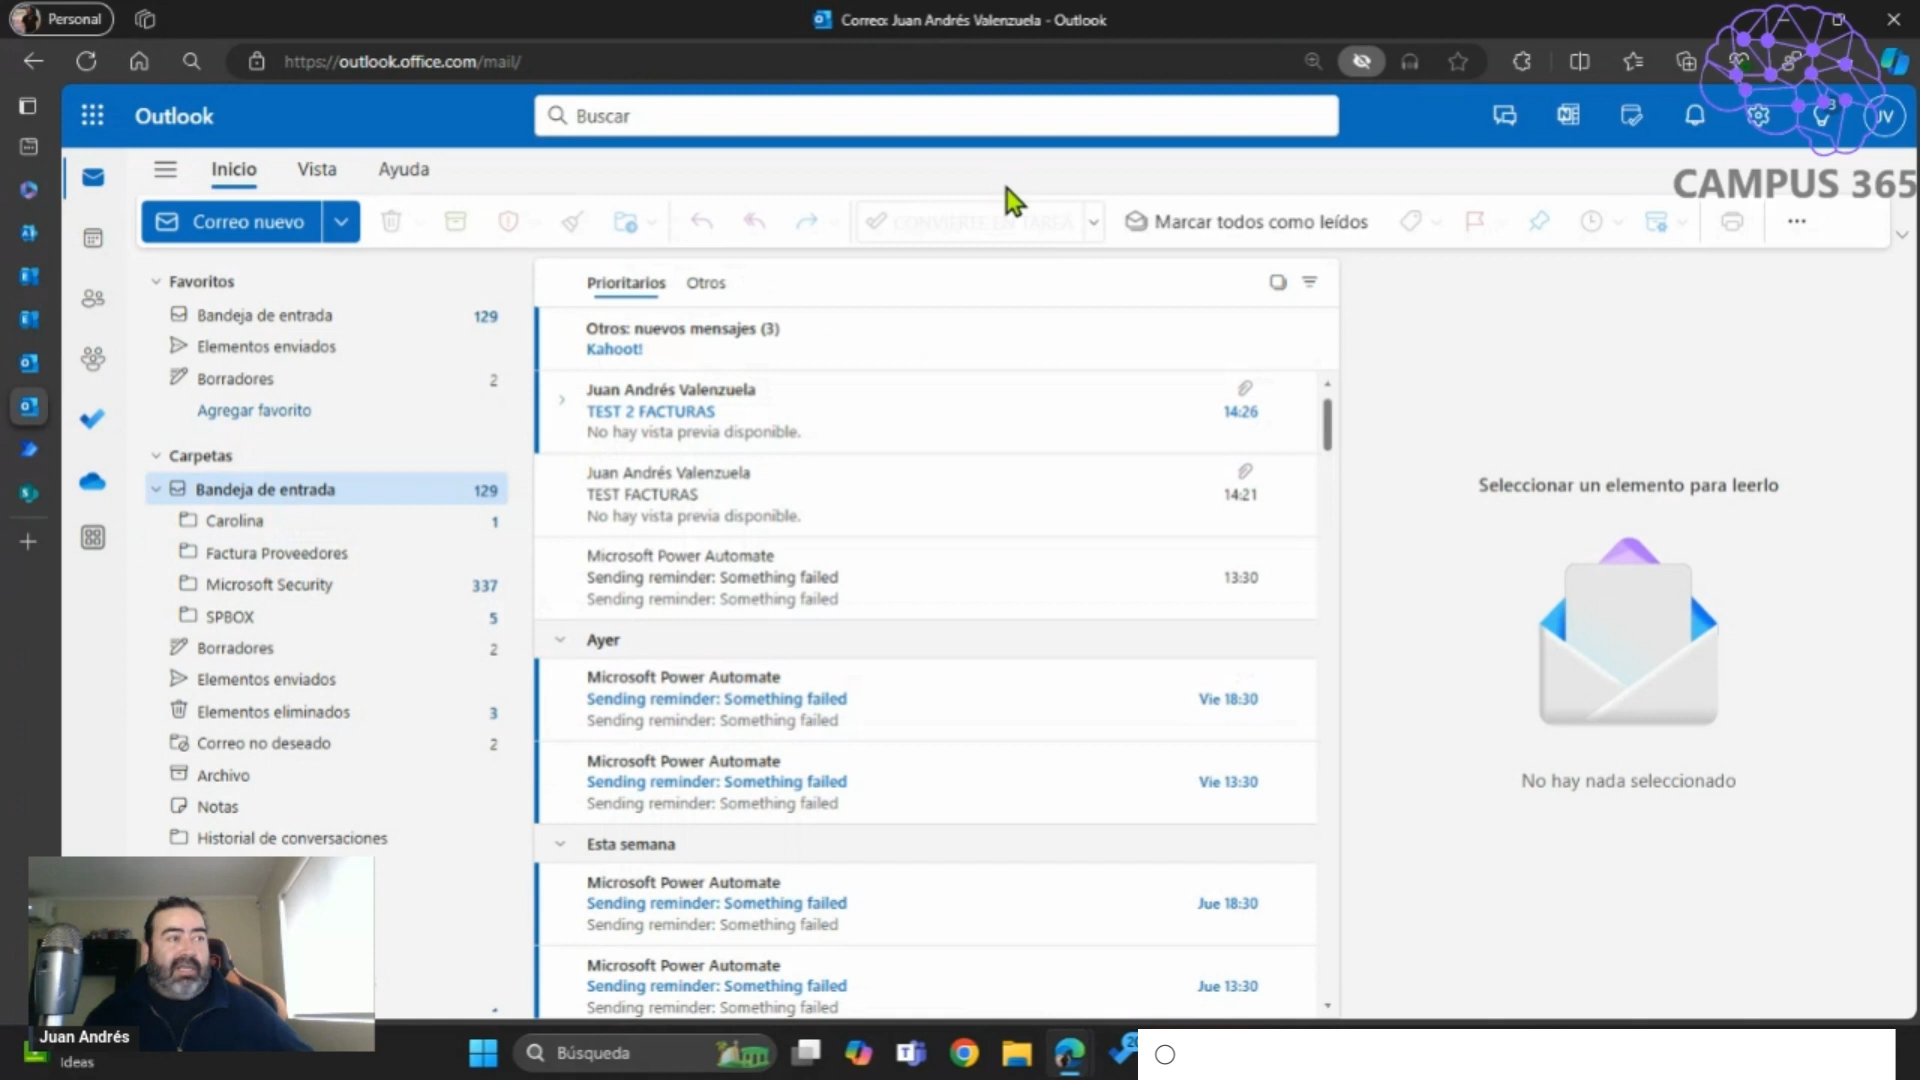 Personal
Correo: Juan Andrés Valenzuela - Outlook
https://outlook.office.com/mail/
Outlook
Buscar
3
JV
CAMPUS 365
Inicio
Vista
Ayuda
Correo nuevo
CONVIERTE EN TAREA
Marcar todos como leídos
Favoritos
Bandeja de entrada 129
Elementos enviados
Borradores 2
Agregar favorito
Carpetas
Bandeja de entrada 129
Carolina 1
Factura Proveedores
Microsoft Security 337
SPBOX 5
Borradores 2
Elementos enviados
Elementos eliminados 3
Correo no deseado 2
Archivo
Notas
Historial de conversaciones
Prioritarios Otros
Otros: nuevos mensajes (3)
Kahoot!
Juan Andrés Valenzuela
TEST 2 FACTURAS 14:26
No hay vista previa disponible.
Juan Andrés Valenzuela
TEST FACTURAS 14:21
No hay vista previa disponible.
Microsoft Power Automate
Sending reminder: Something failed 13:30
Sending reminder: Something failed
Ayer
Microsoft Power Automate
Sending reminder: Something failed Vie 18:30
Sending reminder: Something failed
Microsoft Power Automate
Sending reminder: Something failed Vie 13:30
Sending reminder: Something failed
Esta semana
Microsoft Power Automate
Sending reminder: Something failed Jue 18:30
Sending reminder: Something failed
Microsoft Power Automate
Sending reminder: Something failed Jue 13:30
Sending reminder: Something failed
Seleccionar un elemento para leerlo
No hay nada seleccionado
Juan Andrés
Ideas
Búsqueda